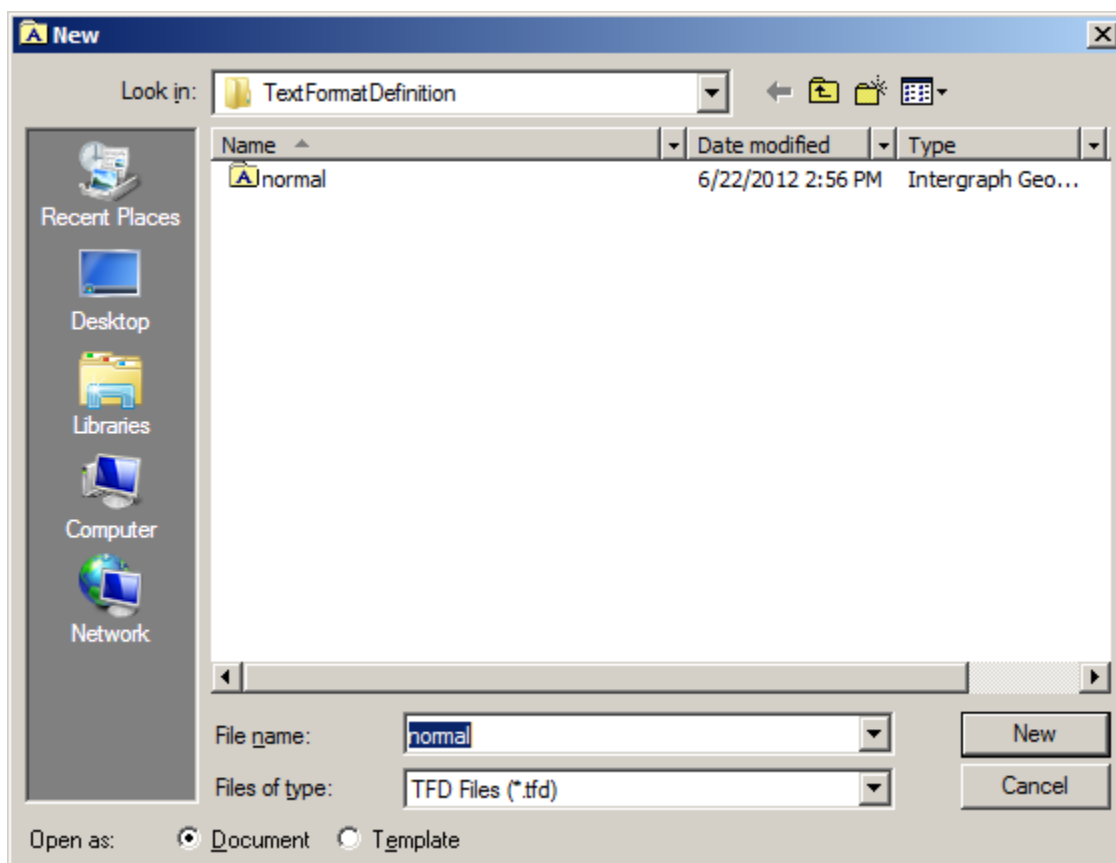 New
Look in: TextFormatDefinition
Name Date modified Type
normal 6/22/2012 2:56 PM Intergraph Geo...
Recent Places
Desktop
Libraries
Computer
Network
File name: normal New
Files of type: TFD Files (*.tfd) Cancel
Open as: Document Template